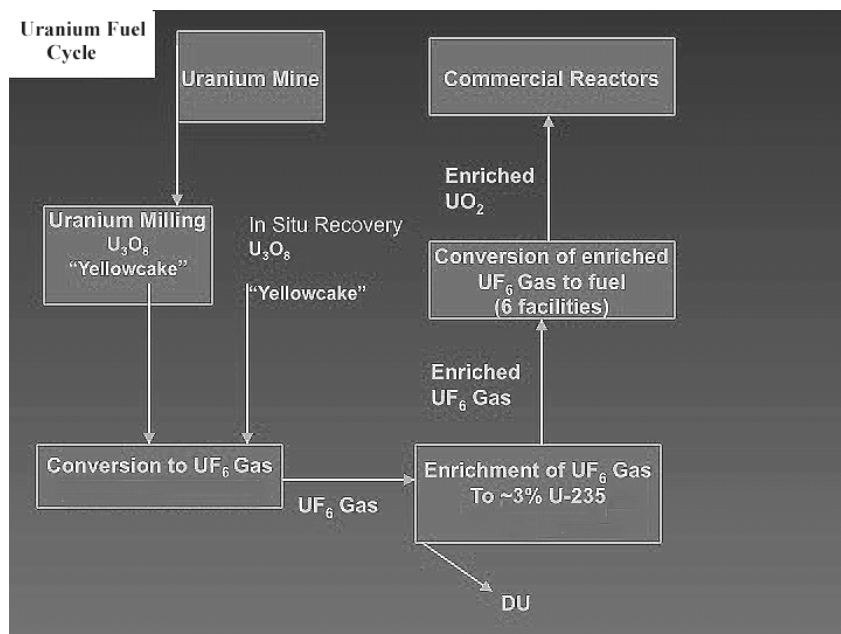 Uranium Fuel
Cycle
Uranium Mine
Commercial Reactors
Uranium Milling
U₃O₈
“Yellowcake”
In Situ Recovery
U₃O₈
“Yellowcake”
Enriched
UO₂
Conversion of enriched
UF₆ Gas to fuel
(6 facilities)
Enriched
UF₆ Gas
Conversion to UF₆ Gas
UF₆ Gas
Enrichment of UF₆ Gas
To ~3% U-235
DU